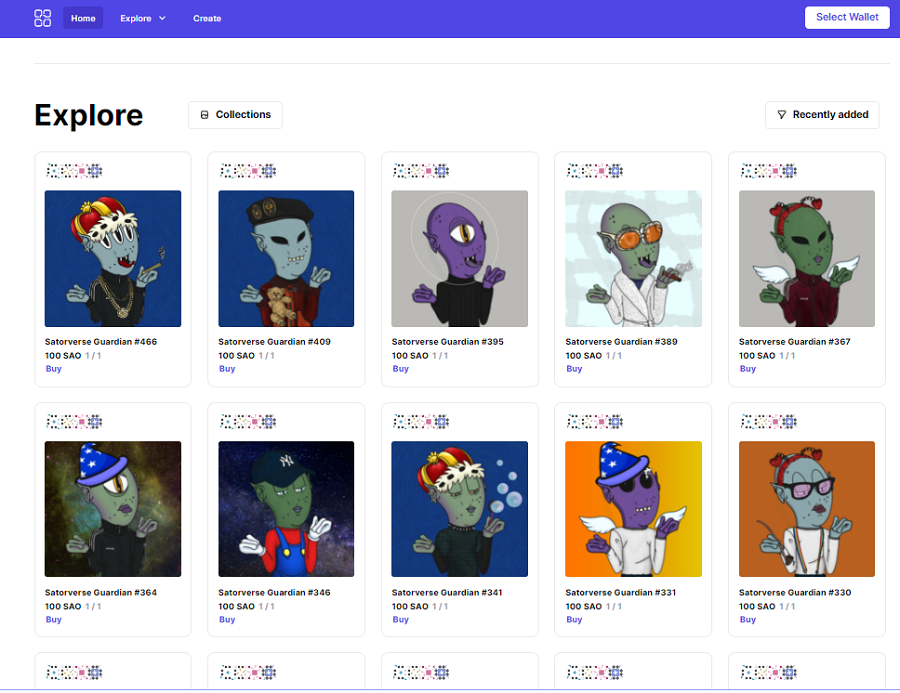 Home Explore Create Select Wallet
Explore Collections Recently added
Satorverse Guardian #466
100 SAO 1 / 1
Buy
Satorverse Guardian #409
100 SAO 1 / 1
Buy
Satorverse Guardian #395
100 SAO 1 / 1
Buy
Satorverse Guardian #389
100 SAO 1 / 1
Buy
Satorverse Guardian #367
100 SAO 1 / 1
Buy
Satorverse Guardian #364
100 SAO 1 / 1
Buy
NY
Satorverse Guardian #346
100 SAO 1 / 1
Buy
Satorverse Guardian #341
100 SAO 1 / 1
Buy
Satorverse Guardian #331
100 SAO 1 / 1
Buy
Satorverse Guardian #330
100 SAO 1 / 1
Buy